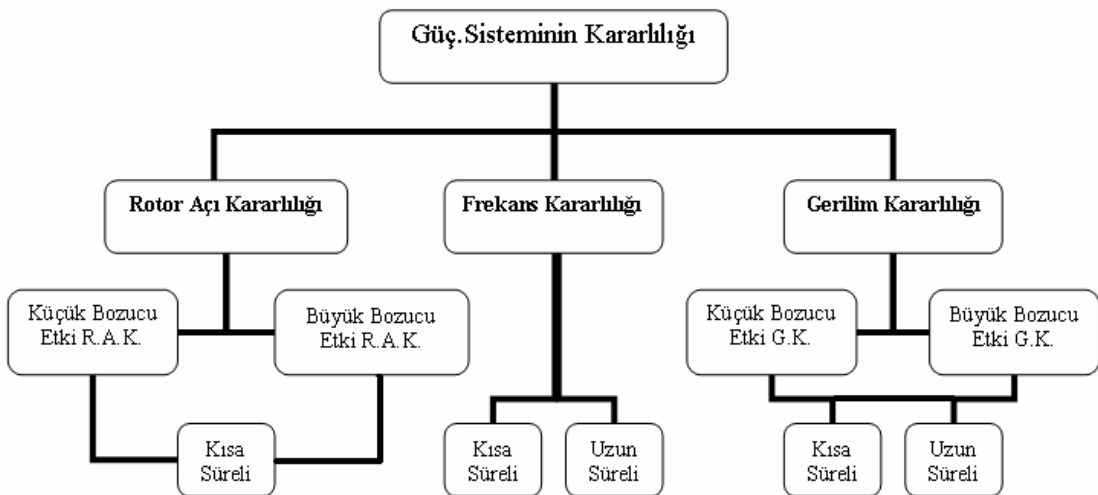 Güç.Sisteminin Kararlılığı
Rotor Açı Kararlılığı
Frekans Kararlılığı
Gerilim Kararlılığı
Küçük Bozucu
Etki R.A.K.
Büyük Bozucu
Etki R.A.K.
Küçük Bozucu
Etki G.K.
Büyük Bozucu
Etki G.K.
Kısa
Süreli
Kısa
Süreli
Uzun
Süreli
Kısa
Süreli
Uzun
Süreli